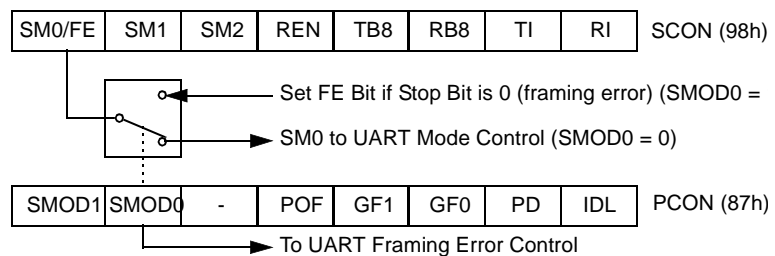 SM0/FE SM1 SM2 REN TB8 RB8 TI RI SCON (98h)
Set FE Bit if Stop Bit is 0 (framing error) (SMOD0 =
SM0 to UART Mode Control (SMOD0 = 0)
SMOD1 SMOD0 - POF GF1 GF0 PD IDL PCON (87h)
To UART Framing Error Control